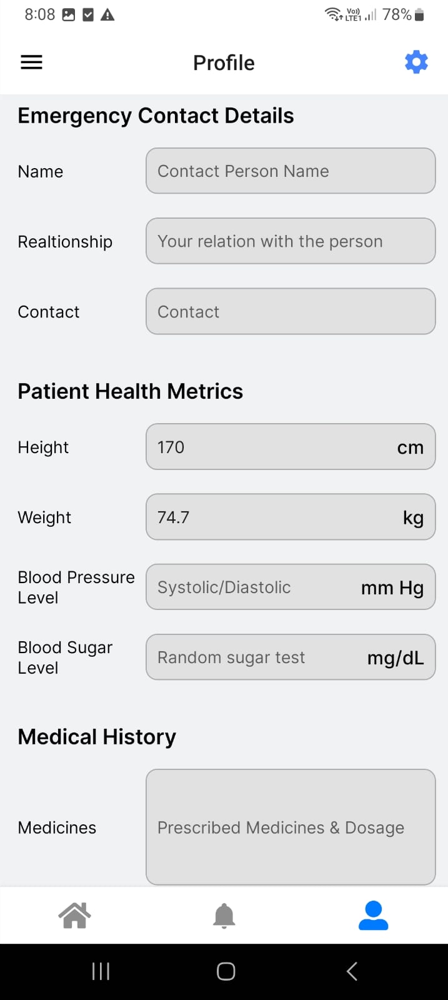 8:08 Vo)) LTE1 78%
Profile
Emergency Contact Details
Name Contact Person Name
Realtionship Your relation with the person
Contact Contact
Patient Health Metrics
Height 170 cm
Weight 74.7 kg
Blood Pressure
Level Systolic/Diastolic mm Hg
Blood Sugar
Level Random sugar test mg/dL
Medical History
Medicines Prescribed Medicines & Dosage